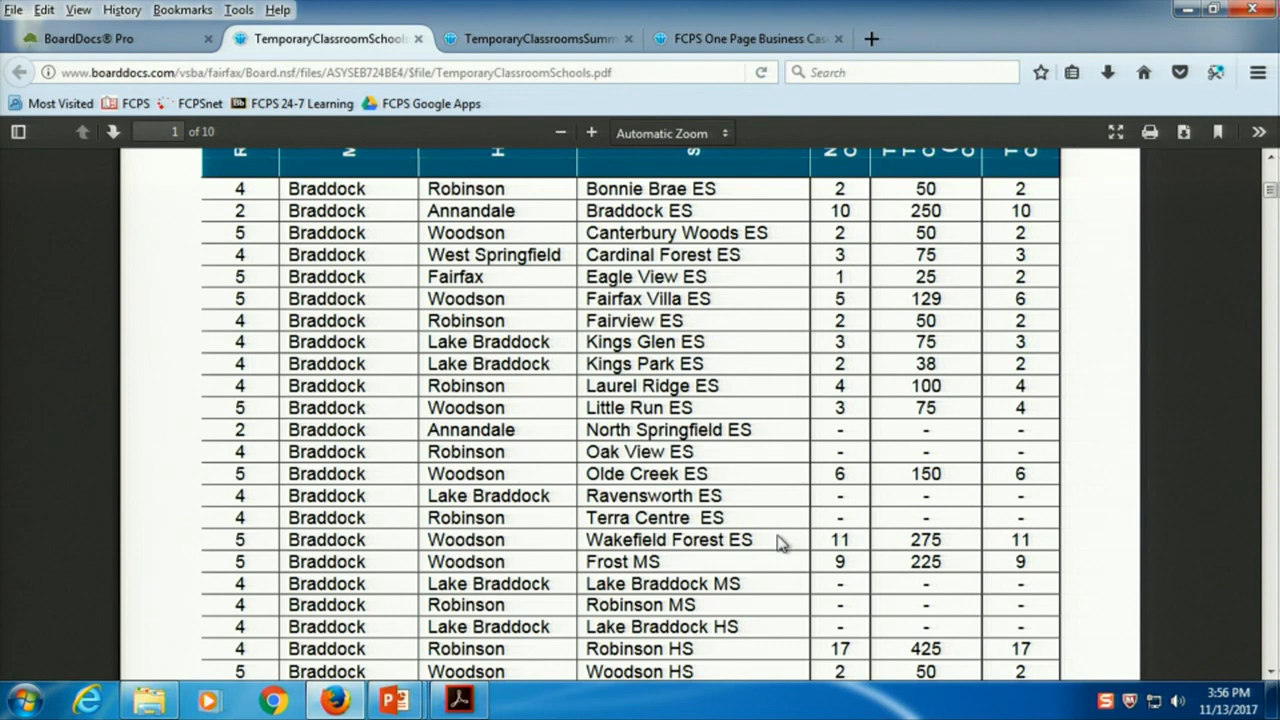 File Edit View History Bookmarks Tools Help
BoardDocs® Pro × TemporaryClassroomSchools × TemporaryClassroomsSumm × FCPS One Page Business Cas × +
www.boarddocs.com/vsba/fairfax/Board.nsf/files/ASYSEB724BE4/$file/TemporaryClassroomSchools.pdf Search
Most Visited FCPS FCPSnet Bb FCPS 24-7 Learning FCPS Google Apps
1 of 10 − + Automatic Zoom
4 Braddock Robinson Bonnie Brae ES 2 50 2
2 Braddock Annandale Braddock ES 10 250 10
5 Braddock Woodson Canterbury Woods ES 2 50 2
4 Braddock West Springfield Cardinal Forest ES 3 75 3
5 Braddock Fairfax Eagle View ES 1 25 2
5 Braddock Woodson Fairfax Villa ES 5 129 6
4 Braddock Robinson Fairview ES 2 50 2
4 Braddock Lake Braddock Kings Glen ES 3 75 3
4 Braddock Lake Braddock Kings Park ES 2 38 2
4 Braddock Robinson Laurel Ridge ES 4 100 4
5 Braddock Woodson Little Run ES 3 75 4
2 Braddock Annandale North Springfield ES - - -
4 Braddock Robinson Oak View ES - - -
5 Braddock Woodson Olde Creek ES 6 150 6
4 Braddock Lake Braddock Ravensworth ES - - -
4 Braddock Robinson Terra Centre ES - - -
5 Braddock Woodson Wakefield Forest ES 11 275 11
5 Braddock Woodson Frost MS 9 225 9
4 Braddock Lake Braddock Lake Braddock MS - - -
4 Braddock Robinson Robinson MS - - -
4 Braddock Lake Braddock Lake Braddock HS - - -
4 Braddock Robinson Robinson HS 17 425 17
5 Braddock Woodson Woodson HS 2 50 2
3:56 PM
11/13/2017